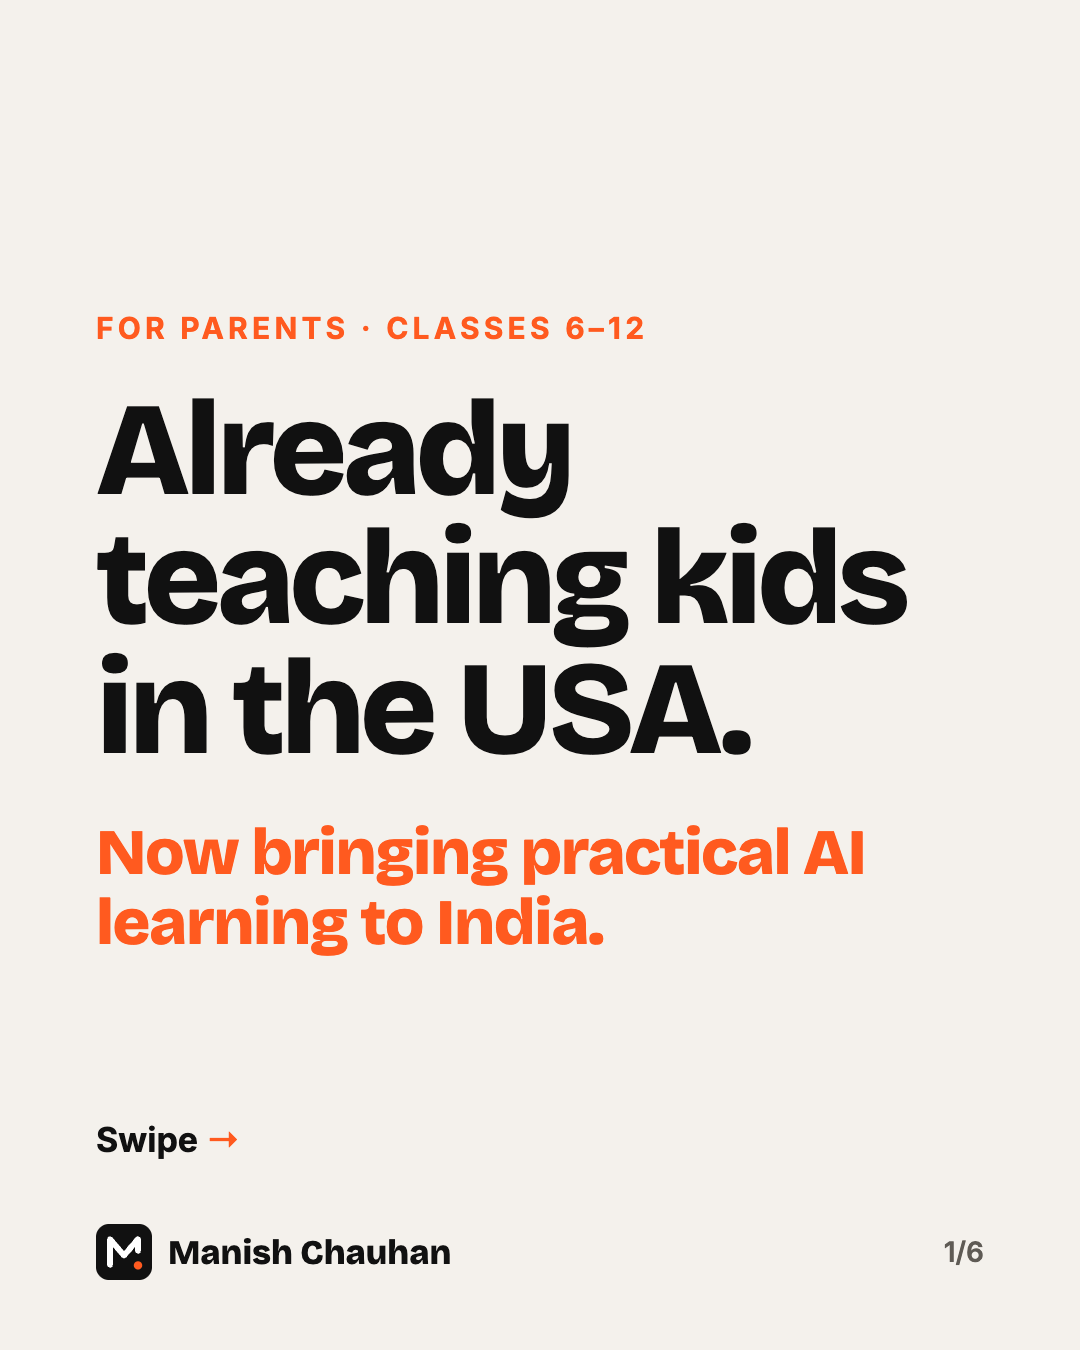 FOR PARENTS · CLASSES 6–12
Already
teaching kids
in the USA.
Now bringing practical AI
learning to India.
Swipe →
M Manish Chauhan
1/6